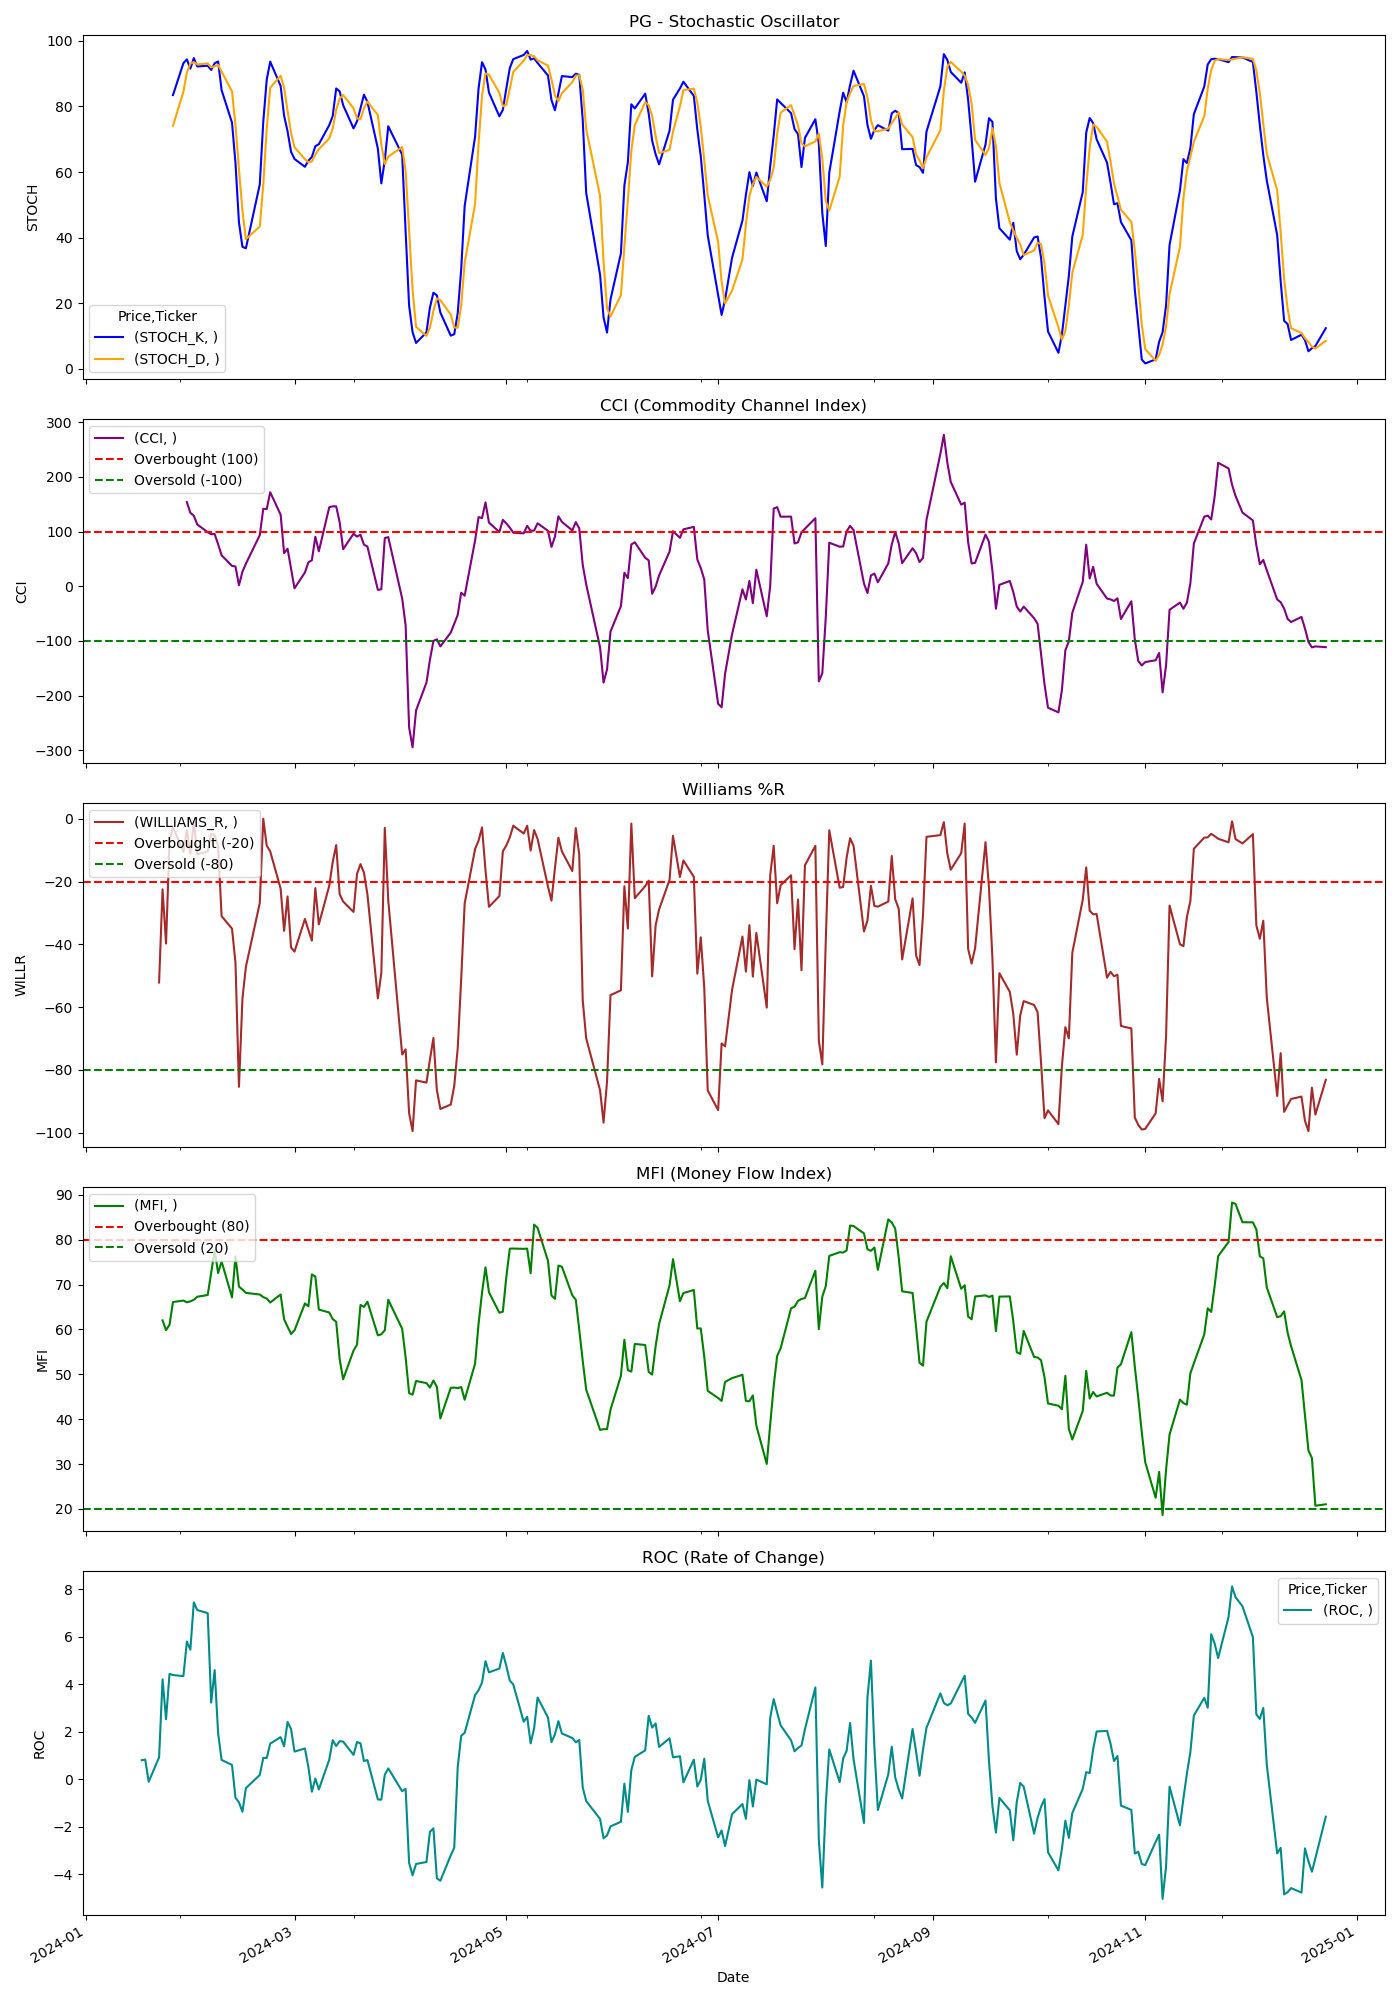 PG - Stochastic Oscillator
100
80
60
40
20
0
STOCH
Price,Ticker
(STOCH_K, )
(STOCH_D, )
CCI (Commodity Channel Index)
300
200
100
0
−100
−200
−300
CCI
(CCI, )
Overbought (100)
Oversold (-100)
Williams %R
0
−20
−40
−60
−80
−100
WILLR
(WILLIAMS_R, )
Overbought (-20)
Oversold (-80)
MFI (Money Flow Index)
90
80
70
60
50
40
30
20
MFI
(MFI, )
Overbought (80)
Oversold (20)
ROC (Rate of Change)
8
6
4
2
0
−2
−4
ROC
Price,Ticker
(ROC, )
2024-01
2024-03
2024-05
2024-07
2024-09
2024-11
2025-01
Date